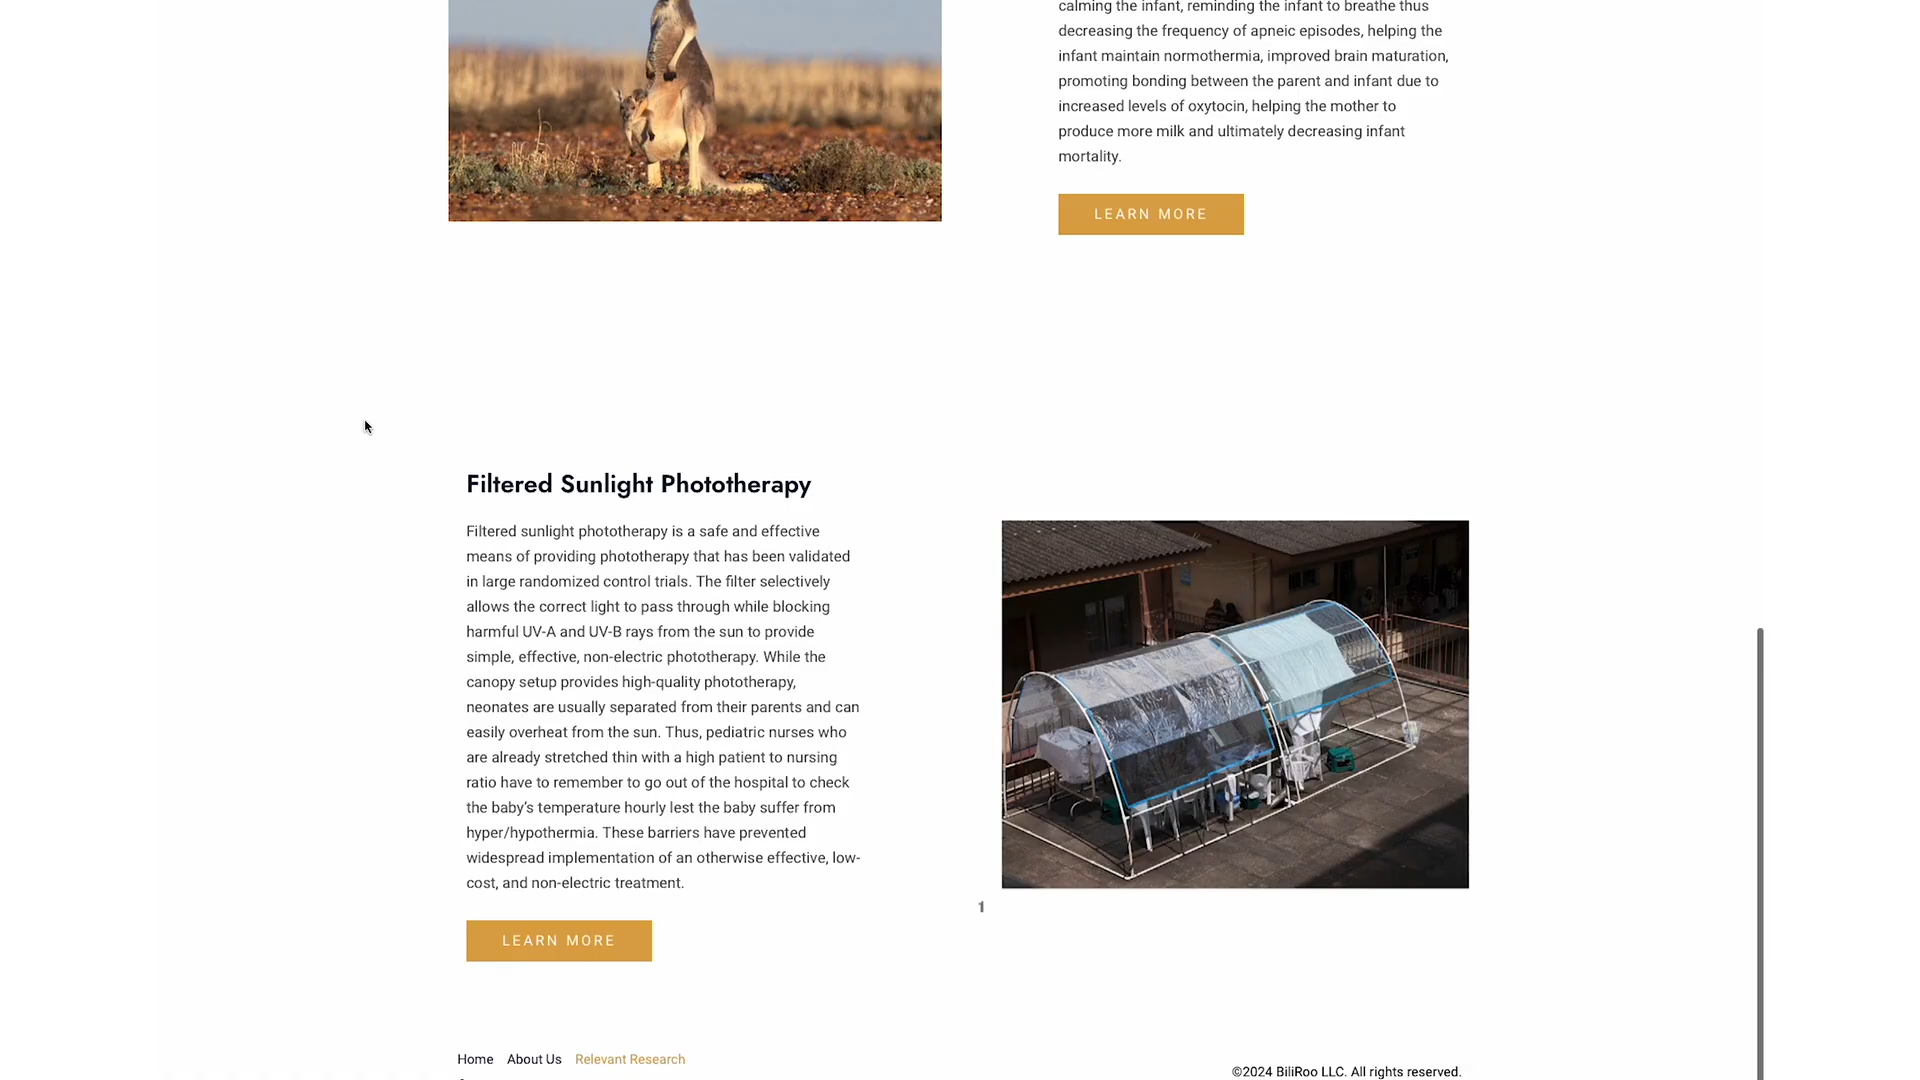 calming the infant, reminding the infant to breathe thus
decreasing the frequency of apneic episodes, helping the
infant maintain normothermia, improved brain maturation,
promoting bonding between the parent and infant due to
increased levels of oxytocin, helping the mother to
produce more milk and ultimately decreasing infant
mortality.
LEARN MORE
Filtered Sunlight Phototherapy
Filtered sunlight phototherapy is a safe and effective
means of providing phototherapy that has been validated
in large randomized control trials. The filter selectively
allows the correct light to pass through while blocking
harmful UV-A and UV-B rays from the sun to provide
simple, effective, non-electric phototherapy. While the
canopy setup provides high-quality phototherapy,
neonates are usually separated from their parents and can
easily overheat from the sun. Thus, pediatric nurses who
are already stretched thin with a high patient to nursing
ratio have to remember to go out of the hospital to check
the baby's temperature hourly lest the baby suffer from
hyper/hypothermia. These barriers have prevented
widespread implementation of an otherwise effective, low-
cost, and non-electric treatment.
1
LEARN MORE
Home About Us Relevant Research
©2024 BiliRoo LLC. All rights reserved.